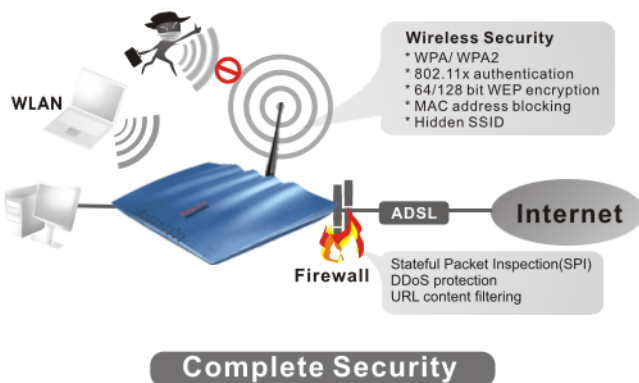 Wireless Security
* WPA/ WPA2
* 802.11x authentication
* 64/128 bit WEP encryption
* MAC address blocking
* Hidden SSID
WLAN
ADSL
Internet
Firewall
Stateful Packet Inspection(SPI)
DDoS protection
URL content filtering
Complete Security